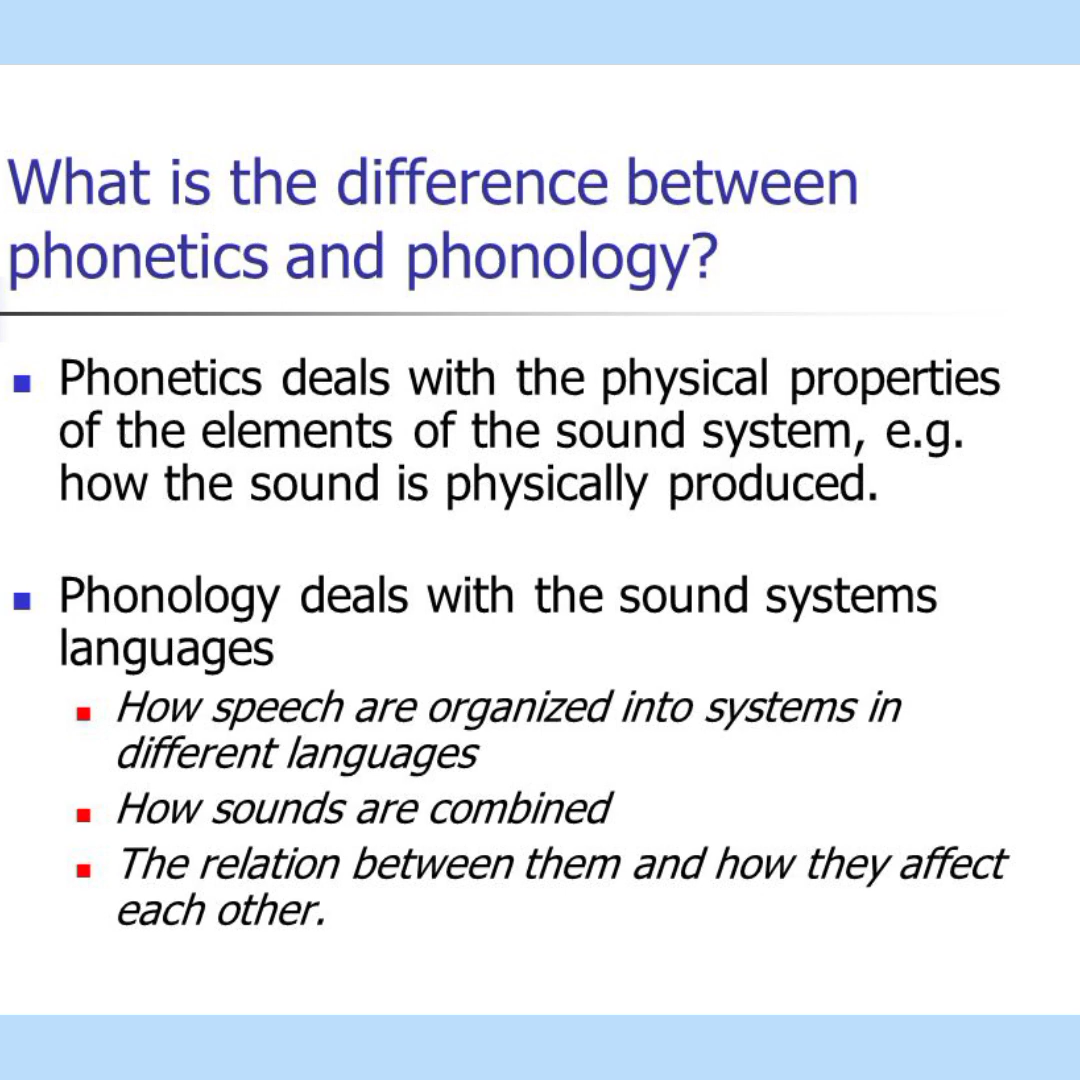 What is the difference between
phonetics and phonology?
Phonetics deals with the physical properties
of the elements of the sound system, e.g.
how the sound is physically produced.
Phonology deals with the sound systems
languages
How speech are organized into systems in
different languages
How sounds are combined
The relation between them and how they affect
each other.